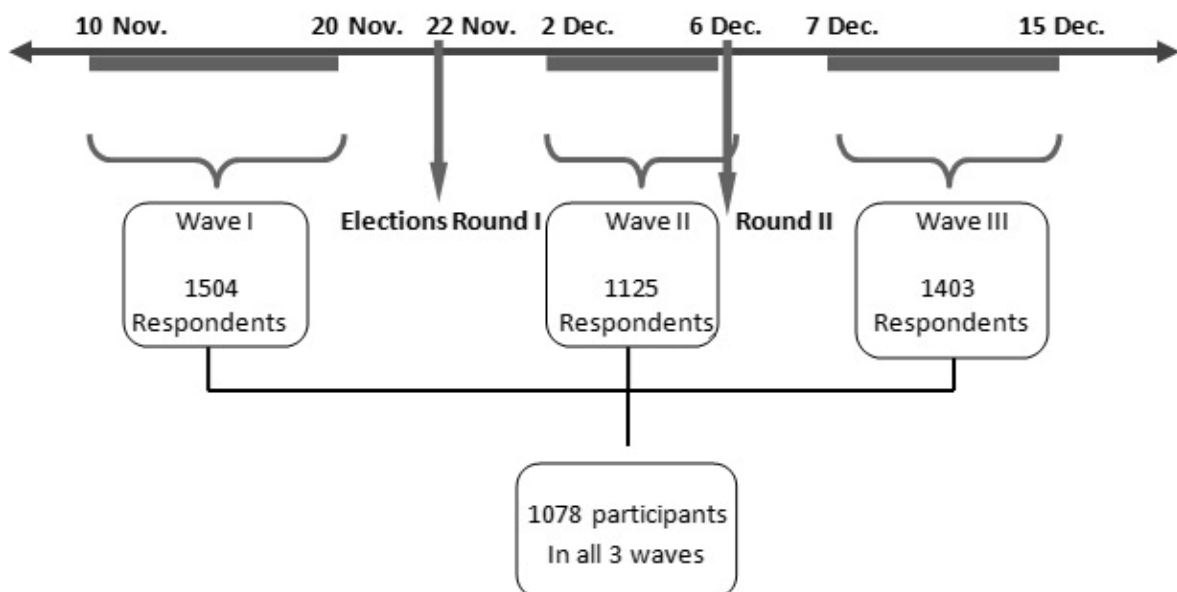 10 Nov. 20 Nov. 22 Nov. 2 Dec. 6 Dec. 7 Dec. 15 Dec.
Wave I
1504
Respondents
Elections Round I
Wave II
1125
Respondents
Round II
Wave III
1403
Respondents
1078 participants
In all 3 waves